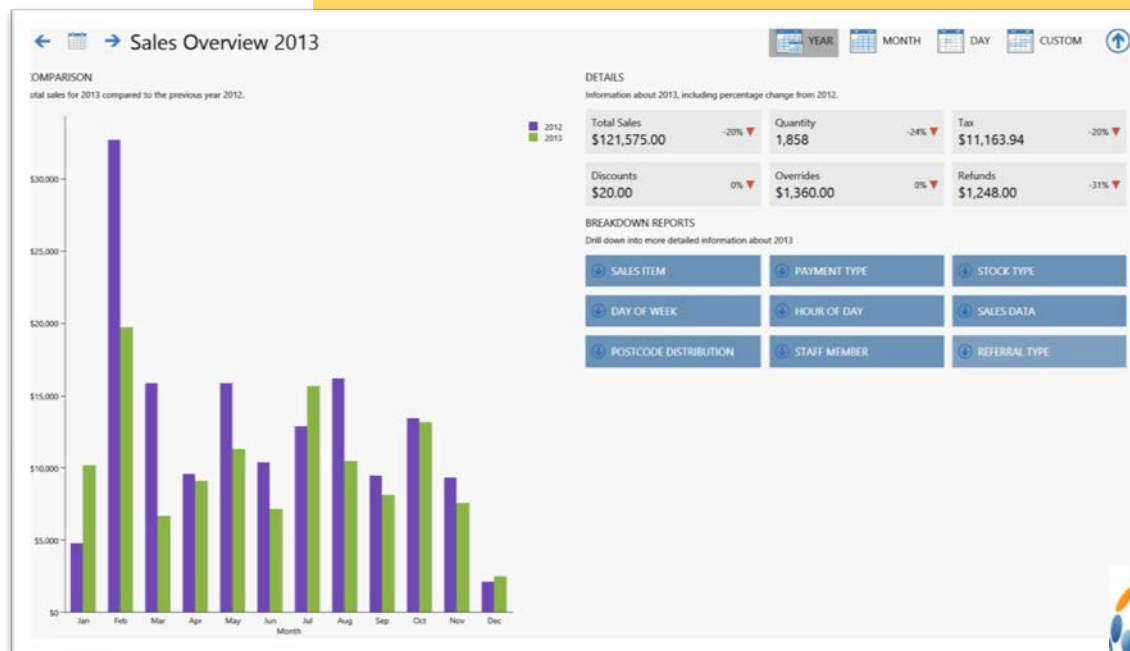 Sales Overview 2013
YEAR
MONTH
DAY
CUSTOM
OMPARISON
otal sales for 2013 compared to the previous year 2012.
2012
2013
$30,000
$25,000
$20,000
$15,000
$10,000
$5,000
$0
Jan Feb Mar Apr May Jun Jul Aug Sep Oct Nov Dec
Month
DETAILS
Information about 2013, including percentage change from 2012.
Total Sales
$121,575.00 -20%
Quantity
1,858 -24%
Tax
$11,163.94 -20%
Discounts
$20.00 0%
Overrides
$1,360.00 0%
Refunds
$1,248.00 -31%
BREAKDOWN REPORTS
Drill down into more detailed information about 2013
SALES ITEM
PAYMENT TYPE
STOCK TYPE
DAY OF WEEK
HOUR OF DAY
SALES DATA
POSTCODE DISTRIBUTION
STAFF MEMBER
REFERRAL TYPE